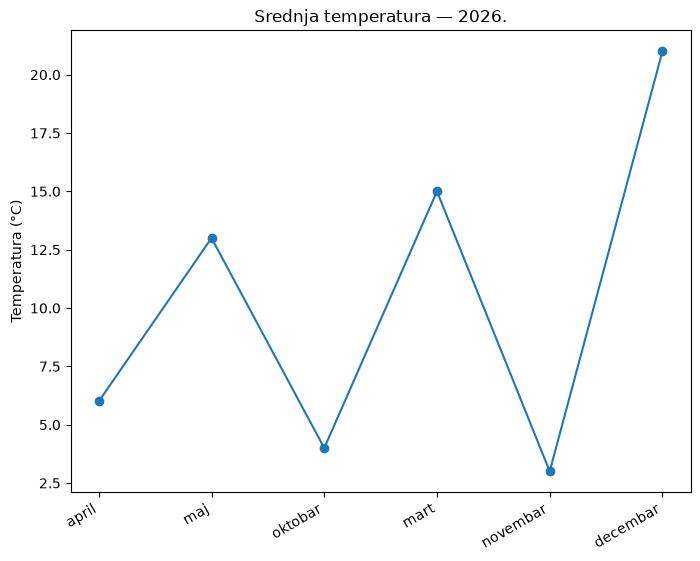 Srednja temperatura — 2026.
Temperatura (°C)
20.0
17.5
15.0
12.5
10.0
7.5
5.0
2.5
april
maj
oktobar
mart
novembar
decembar